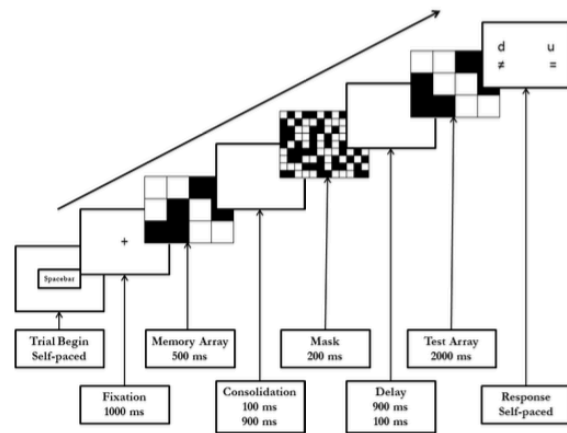 d u
≠ =
+
Spacebar
Trial Begin
Self-paced
Memory Array
500 ms
Mask
200 ms
Test Array
2000 ms
Fixation
1000 ms
Consolidation
100 ms
900 ms
Delay
900 ms
100 ms
Response
Self-paced